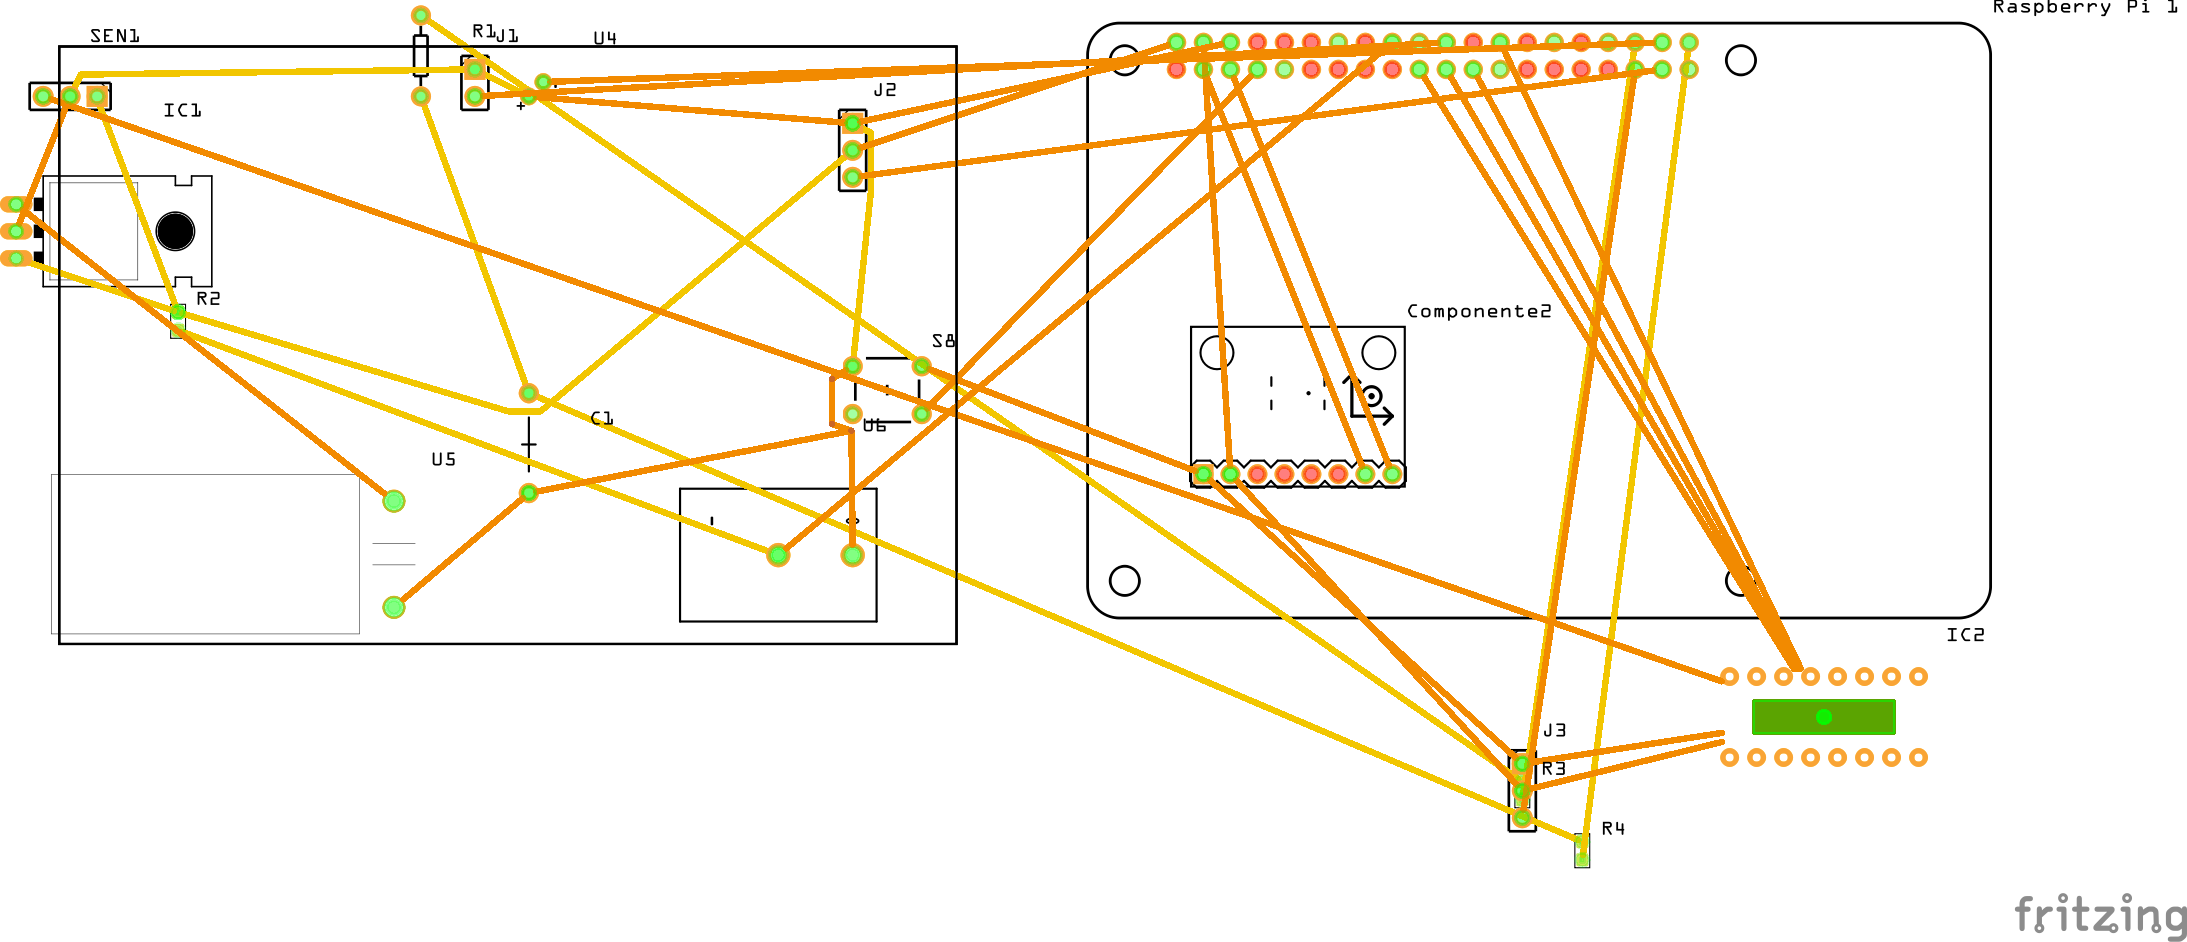 Raspberry Pi 1
SEN1
R1
J1
U4
J2
IC1
+
R2
Componente2
S8
C1
U6
U5
IC2
J3
R3
R4
fritzing